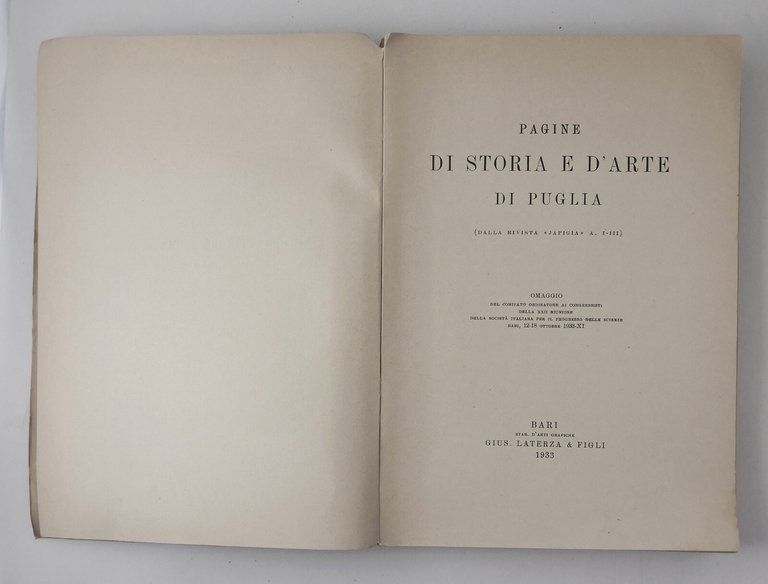 PAGINE
DI STORIA E D'ARTE
DI PUGLIA
(DALLA RIVISTA «JAPIGIA» A. I-III)
OMAGGIO
DEL COMITATO ORDINATORE AI CONGRESSISTI
DELLA XXII RIUNIONE
DELLA SOCIETÀ ITALIANA PER IL PROGRESSO DELLE SCIENZE
BARI, 12-18 OTTOBRE 1933-XI
BARI
STAB. D'ARTI GRAFICHE
GIUS. LATERZA & FIGLI
1933